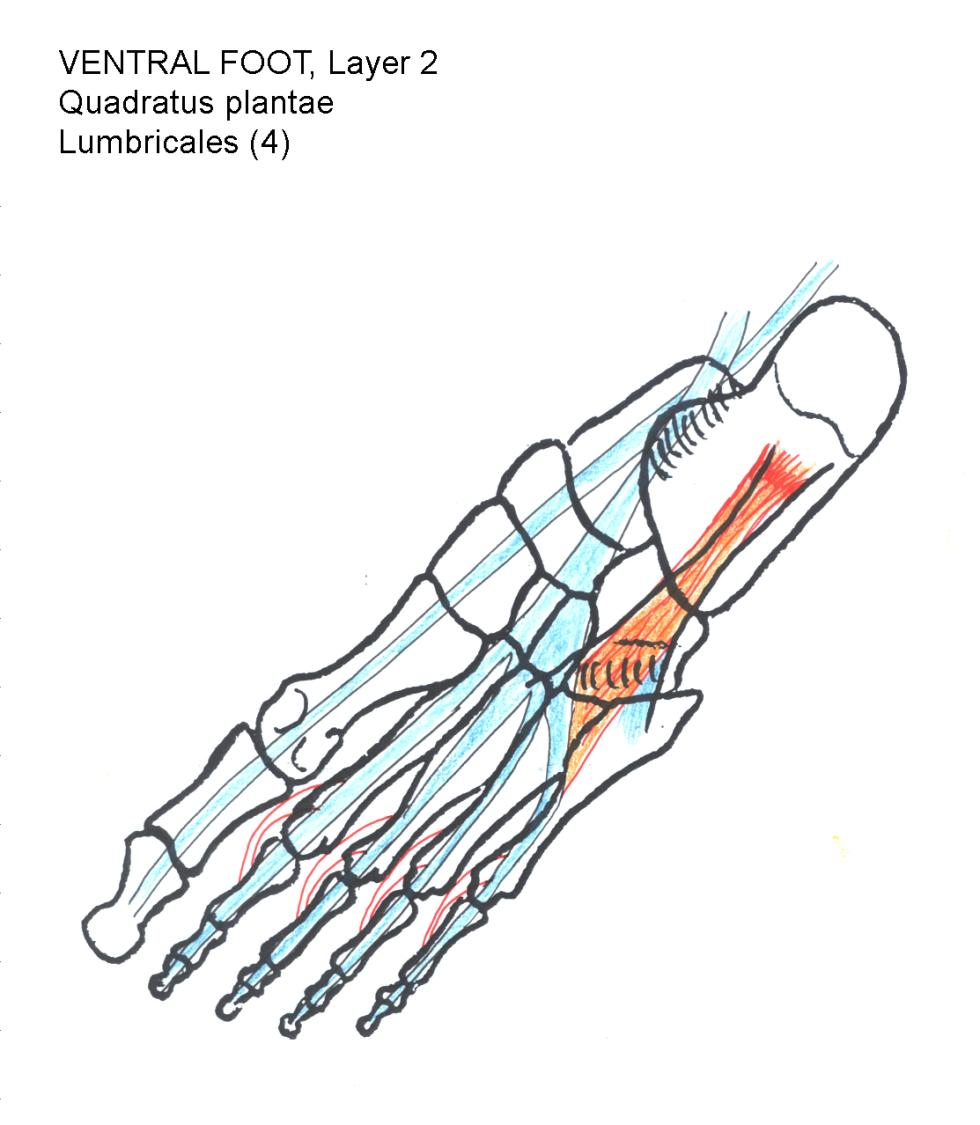 VENTRAL FOOT, Layer 2
Quadratus plantae
Lumbricales (4)